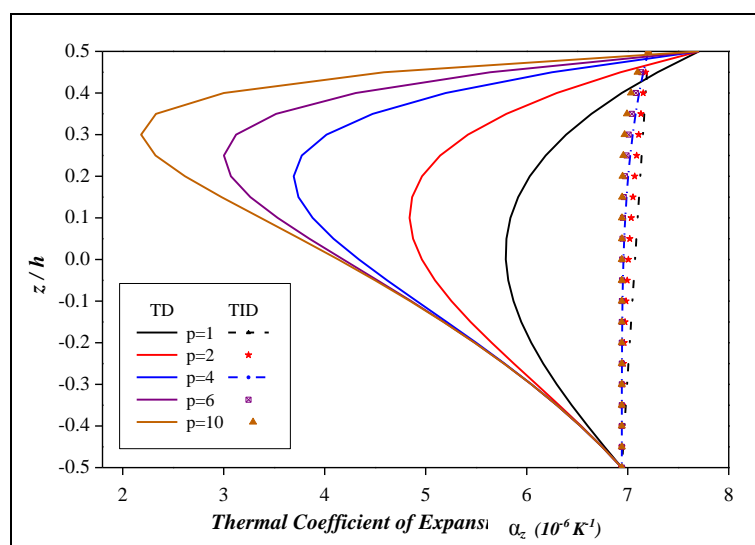 0.5
0.4
0.3
0.2
0.1
0.0
-0.1
-0.2
-0.3
-0.4
-0.5
z / h
TD TID
p=1
p=2
p=4
p=6
p=10
2 3 4 5 6 7 8
Thermal Coefficient of Expansi αz (10-6 K-1)